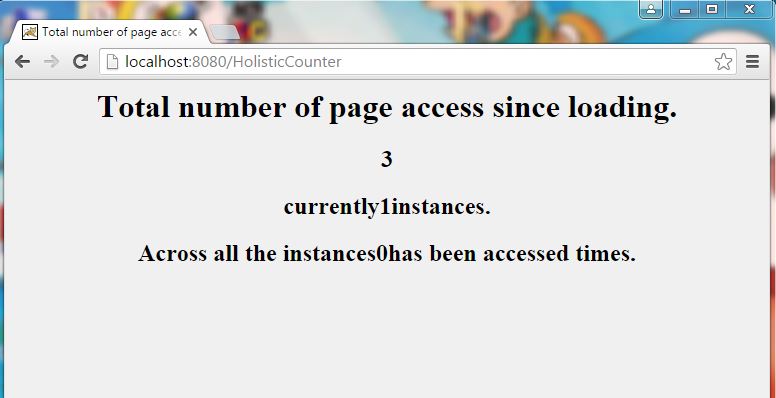 Total number of page acce
localhost:8080/HolisticCounter
Total number of page access since loading.
3
currently1instances.
Across all the instances0has been accessed times.